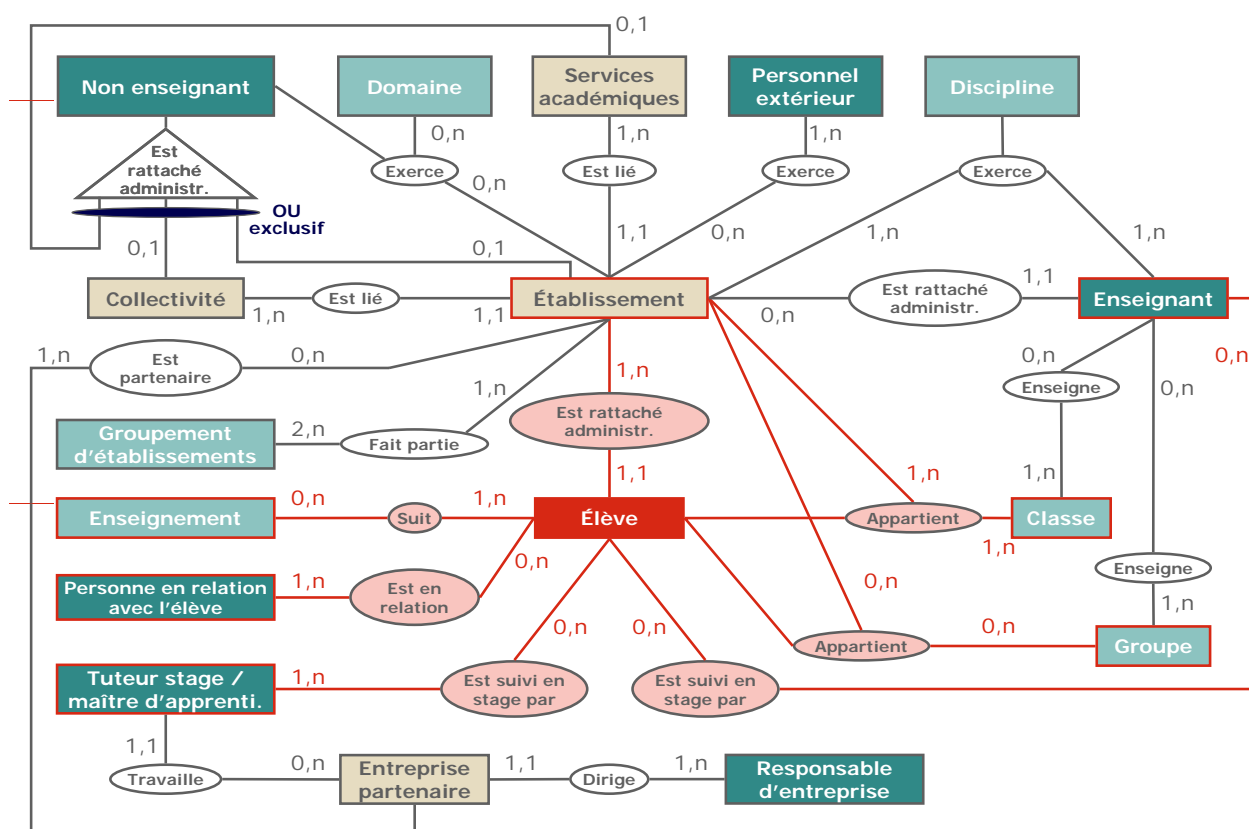 0,1
Non enseignant
Domaine
Services
académiques
Personnel
extérieur
Discipline
0,n
1,n
1,n
Est
rattaché
administr.
Exerce
Est lié
Exerce
Exerce
0,n
OU
exclusif
0,1
0,1
1,1
0,n
1,n
1,n
Collectivité
Est lié
Établissement
Est rattaché
administr.
1,1
Enseignant
1,n
1,1
0,n
1,n
Est
partenaire
0,n
1,n
1,n
0,n
Enseigne
0,n
0,n
Est rattaché
administr.
Groupement
d'établissements
2,n
Fait partie
1,1
1,n
1,n
Enseignement
0,n
Suit
1,n
Élève
Appartient
Classe
1,n
0,n
Personne en relation
avec l'élève
1,n
Est en
relation
0,n
Enseigne
1,n
0,n
0,n
0,n
Appartient
Groupe
Tuteur stage /
maître d'apprenti.
1,n
Est suivi en
stage par
Est suivi en
stage par
1,1
Travaille
0,n
Entreprise
partenaire
1,1
Dirige
1,n
Responsable
d'entreprise